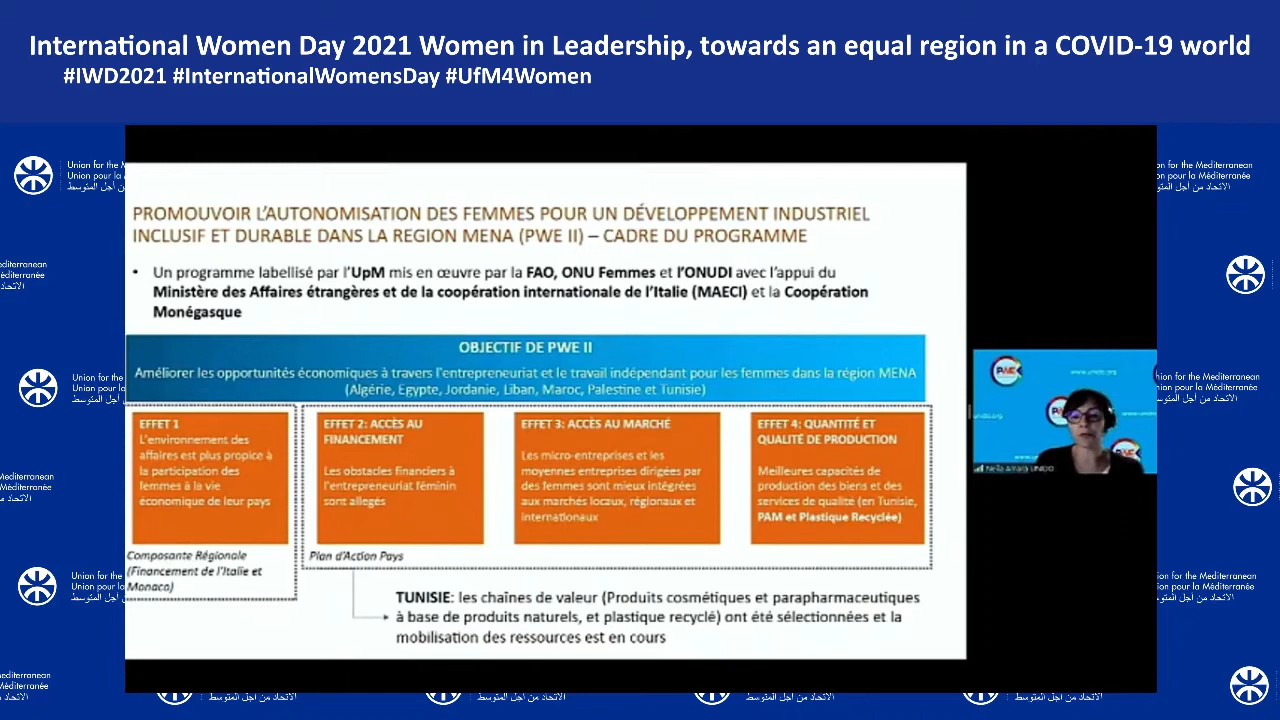 International Women Day 2021 Women in Leadership, towards an equal region in a COVID-19 world
#IWD2021 #InternationalWomensDay #UfM4Women
PROMOUVOIR L'AUTONOMISATION DES FEMMES POUR UN DÉVELOPPEMENT INDUSTRIEL
INCLUSIF ET DURABLE DANS LA REGION MENA (PWE II) – CADRE DU PROGRAMME
• Un programme labellisé par l'UpM mis en œuvre par la FAO, ONU Femmes et l'ONUDI avec l'appui du
Ministère des Affaires étrangères et de la coopération internationale de l'Italie (MAECI) et la Coopération
Monégasque
OBJECTIF DE PWE II
Améliorer les opportunités économiques à travers l'entrepreneuriat et le travail indépendant pour les femmes dans la région MENA
(Algérie, Egypte, Jordanie, Liban, Maroc, Palestine et Tunisie)
EFFET 1
L'environnement des
affaires est plus propice à
la participation des
femmes à la vie
économique de leur pays
EFFET 2: ACCÈS AU
FINANCEMENT
Les obstacles financiers à
l'entrepreneuriat féminin
sont allegés
EFFET 3: ACCÈS AU MARCHÉ
Les micro-entreprises et les
moyennes entreprises dirigées par
des femmes sont mieux intégrées
aux marchés locaux, régionaux et
internationaux
EFFET 4: QUANTITÉ ET
QUALITÉ DE PRODUCTION
Meilleures capacités de
production des biens et des
services de qualité (en Tunisie,
PAM et Plastique Recyclée)
Composante Régionale
(Financement de l'Italie et
Monaco)
Plan d'Action Pays
TUNISIE: les chaînes de valeur (Produits cosmétiques et parapharmaceutiques
à base de produits naturels, et plastique recyclé) ont été sélectionnées et la
mobilisation des ressources est en cours
www.unido.org
Union for the
Union pour la
on for the Mediterranean
on pour la Méditerranée
الاتحاد من أجل المتوسط